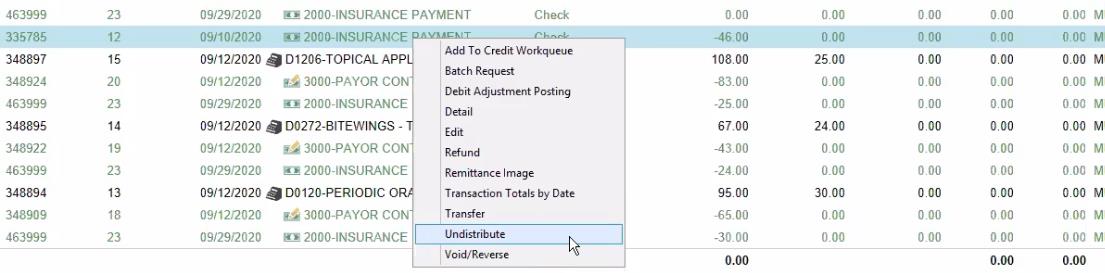 463999 23 09/29/2020 2000-INSURANCE PAYMENT Check 0.00 0.00 0.00 0.00 0.00
335785 12 09/10/2020 2000-INSURANCE PAYMENT Check -46.00 0.00 0.00 0.00 0.00
Add To Credit Workqueue
348897 15 09/12/2020 D1206-TOPICAL APPL 108.00 25.00 0.00 0.00 0.00
Batch Request
348924 20 09/12/2020 3000-PAYOR CON -83.00 0.00 0.00 0.00 0.00
Debit Adjustment Posting
463999 23 09/29/2020 2000-INSURANCE -25.00 0.00 0.00 0.00 0.00
Detail
348895 14 09/12/2020 D0272-BITEWINGS - T 67.00 24.00 0.00 0.00 0.00
Edit
348922 19 09/12/2020 3000-PAYOR CONT -43.00 0.00 0.00 0.00 0.00
Refund
463999 23 09/29/2020 2000-INSURANCE -24.00 0.00 0.00 0.00 0.00
Remittance Image
348894 13 09/12/2020 D0120-PERIODIC ORA 95.00 30.00 0.00 0.00 0.00
Transaction Totals by Date
348909 18 09/12/2020 3000-PAYOR CONT -65.00 0.00 0.00 0.00 0.00
Transfer
463999 23 09/29/2020 2000-INSURANCE -30.00 0.00 0.00 0.00 0.00
Undistribute
Void/Reverse
0.00 0.00 0.00